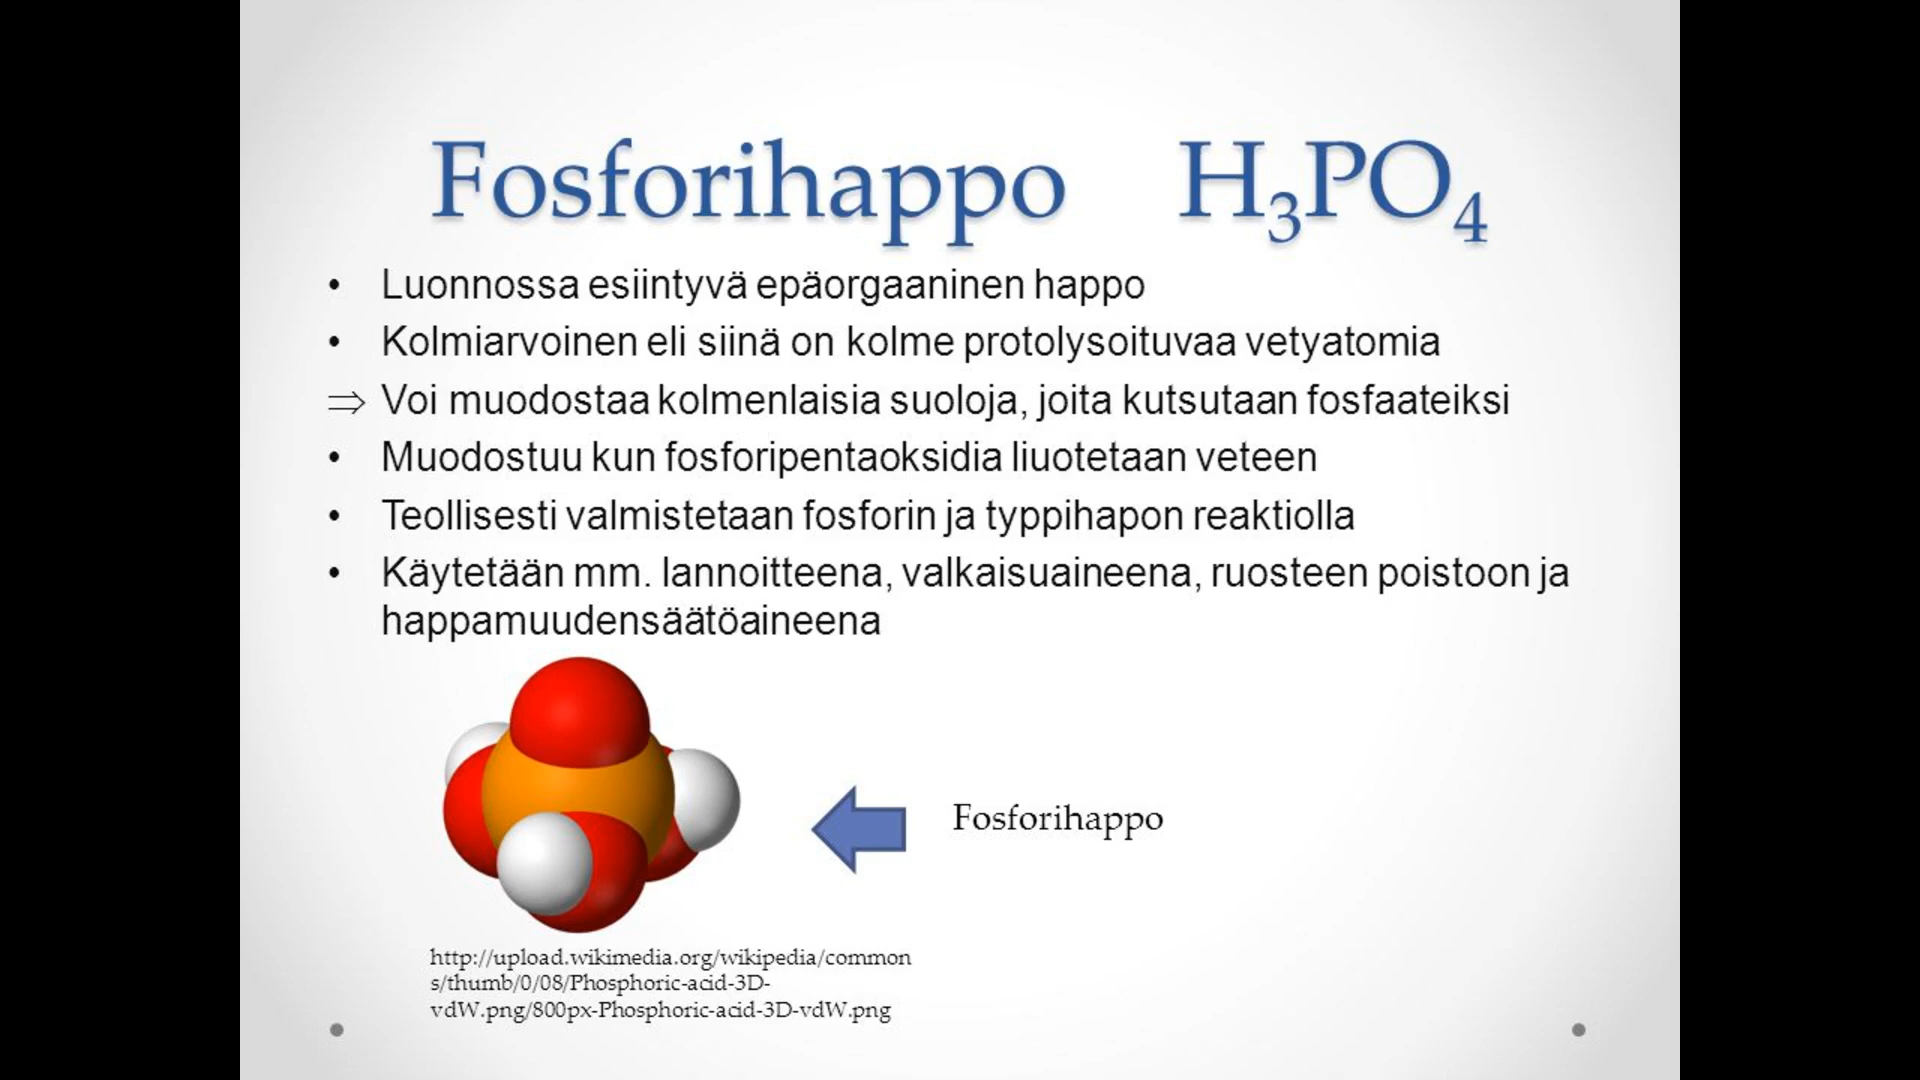 Fosforihappo H₃PO₄
• Luonnossa esiintyvä epäorgaaninen happo
• Kolmiarvoinen eli siinä on kolme protolysoituvaa vetyatomia
⇒ Voi muodostaa kolmenlaisia suoloja, joita kutsutaan fosfaateiksi
• Muodostuu kun fosforipentaoksidia liuotetaan veteen
• Teollisesti valmistetaan fosforin ja typpihapon reaktiolla
• Käytetään mm. lannoitteena, valkaisuaineena, ruosteen poistoon ja
happamuudensäätöaineena
Fosforihappo
http://upload.wikimedia.org/wikipedia/common
s/thumb/0/08/Phosphoric-acid-3D-
vdW.png/800px-Phosphoric-acid-3D-vdW.png